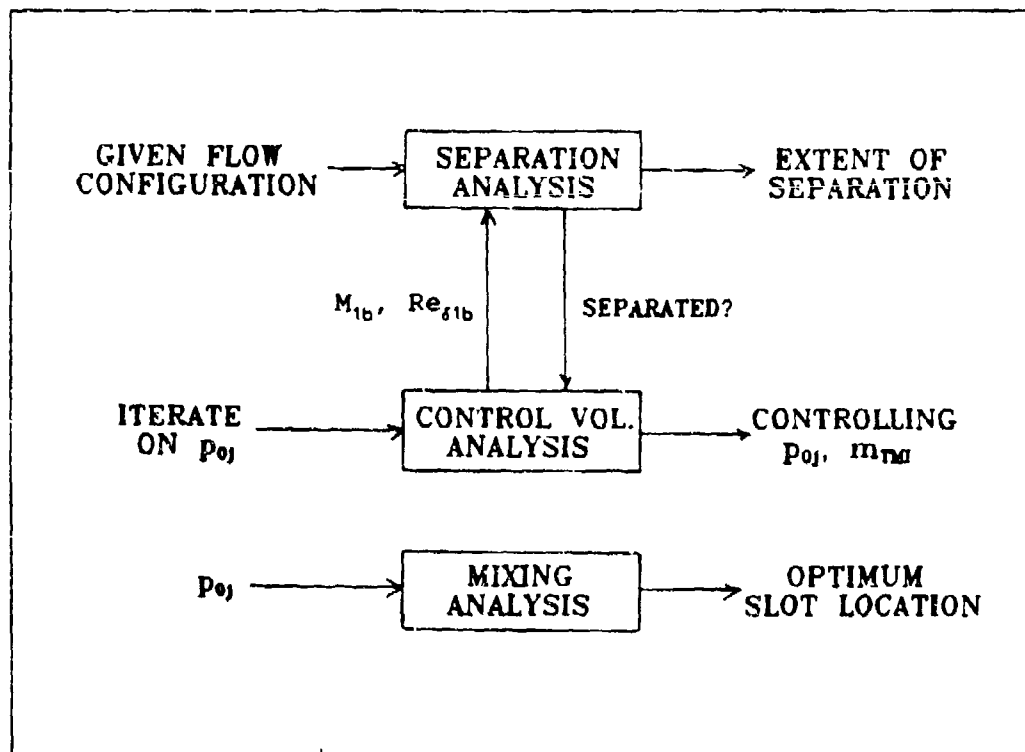 GIVEN FLOW
CONFIGURATION
SEPARATION
ANALYSIS
EXTENT OF
SEPARATION
M1b, Reδ1b
SEPARATED?
ITERATE
ON p0j
CONTROL VOL.
ANALYSIS
CONTROLLING
p0j, mTMI
p0j
MIXING
ANALYSIS
OPTIMUM
SLOT LOCATION